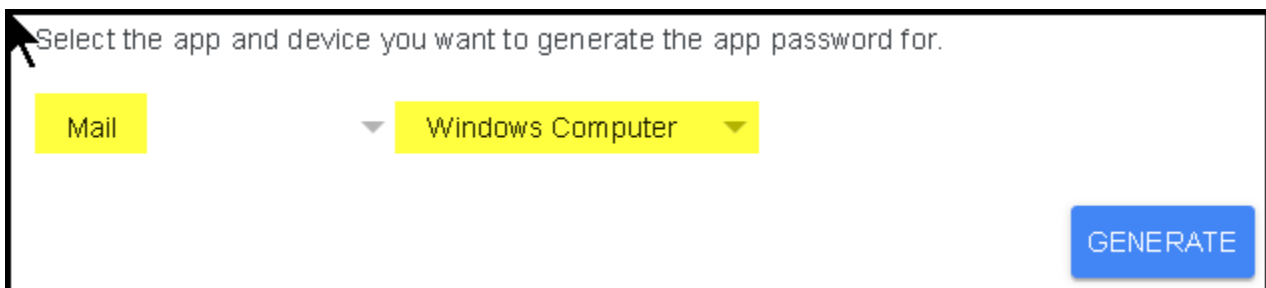 Select the app and device you want to generate the app password for.
Mail Windows Computer
GENERATE